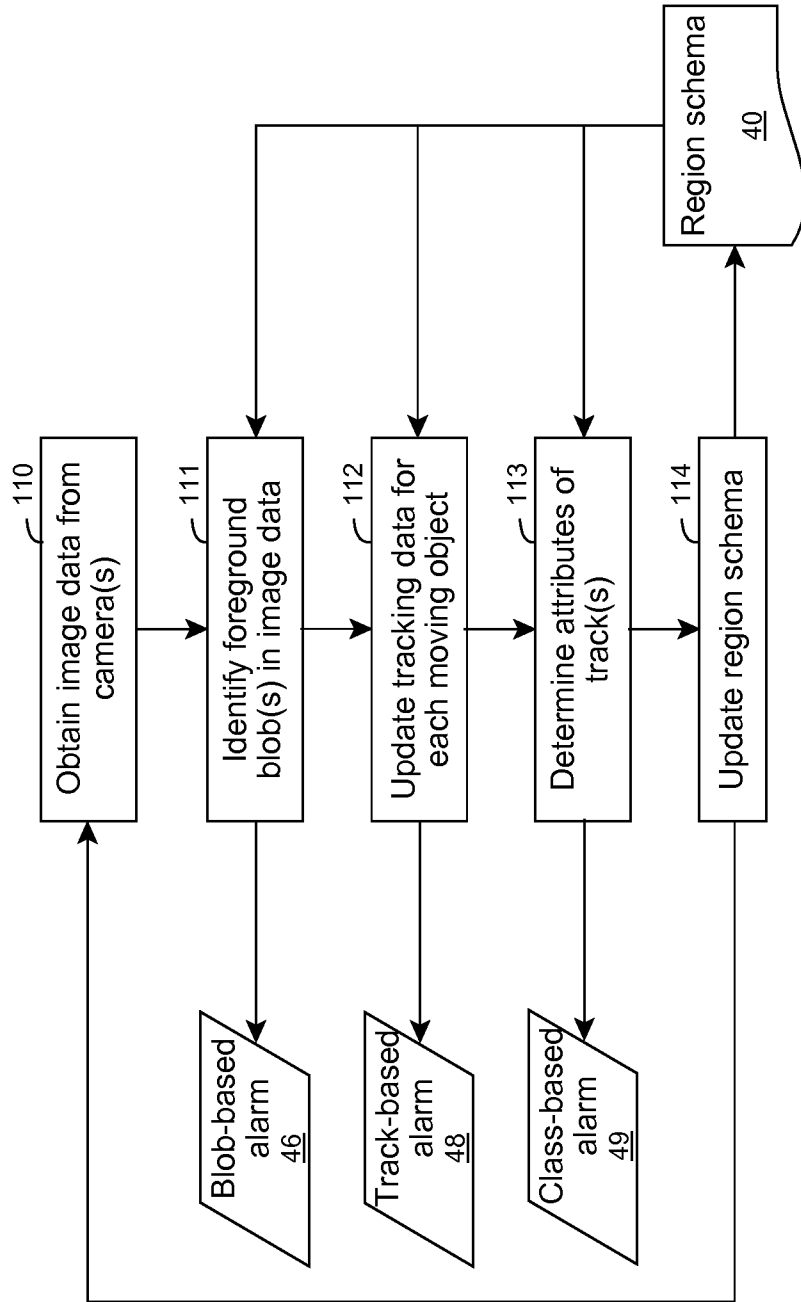 110
Obtain image data from
camera(s)
111
Identify foreground
blob(s) in image data
Blob-based
alarm
46
112
Update tracking data for
each moving object
Track-based
alarm
48
113
Determine attributes of
track(s)
Class-based
alarm
49
114
Update region schema
Region schema
40